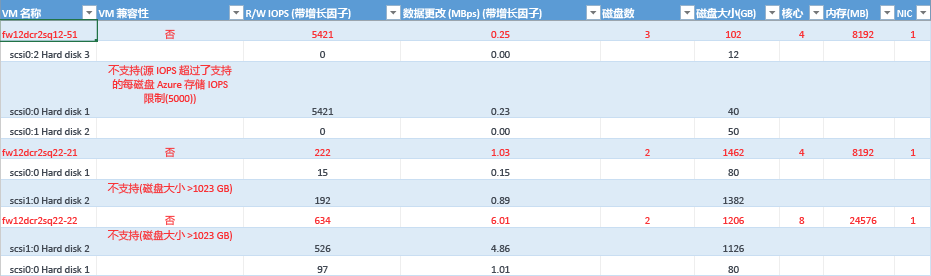 VM 名称 VM 兼容性 R/W IOPS (带增长因子) 数据更改 (MBps) (带增长因子) 磁盘数 磁盘大小(GB) 核心 内存(MB) NIC
fw12dcr2sq12-51 否 5421 0.25 3 102 4 8192 1
scsi0:2 Hard disk 3 0 0.00 12
不支持(源 IOPS 超过了支持
的每磁盘 Azure 存储 IOPS
限制(5000))
scsi0:0 Hard disk 1 5421 0.23 40
scsi0:1 Hard disk 2 0 0.00 50
fw12dcr2sq22-21 否 222 1.03 2 1462 4 8192 1
scsi0:0 Hard disk 1 15 0.15 80
不支持(磁盘大小 >1023 GB)
scsi1:0 Hard disk 2 192 0.89 1382
fw12dcr2sq22-22 否 634 6.01 2 1206 8 24576 1
不支持(磁盘大小 >1023 GB)
scsi1:0 Hard disk 2 526 4.86 1126
scsi0:0 Hard disk 1 97 1.01 80